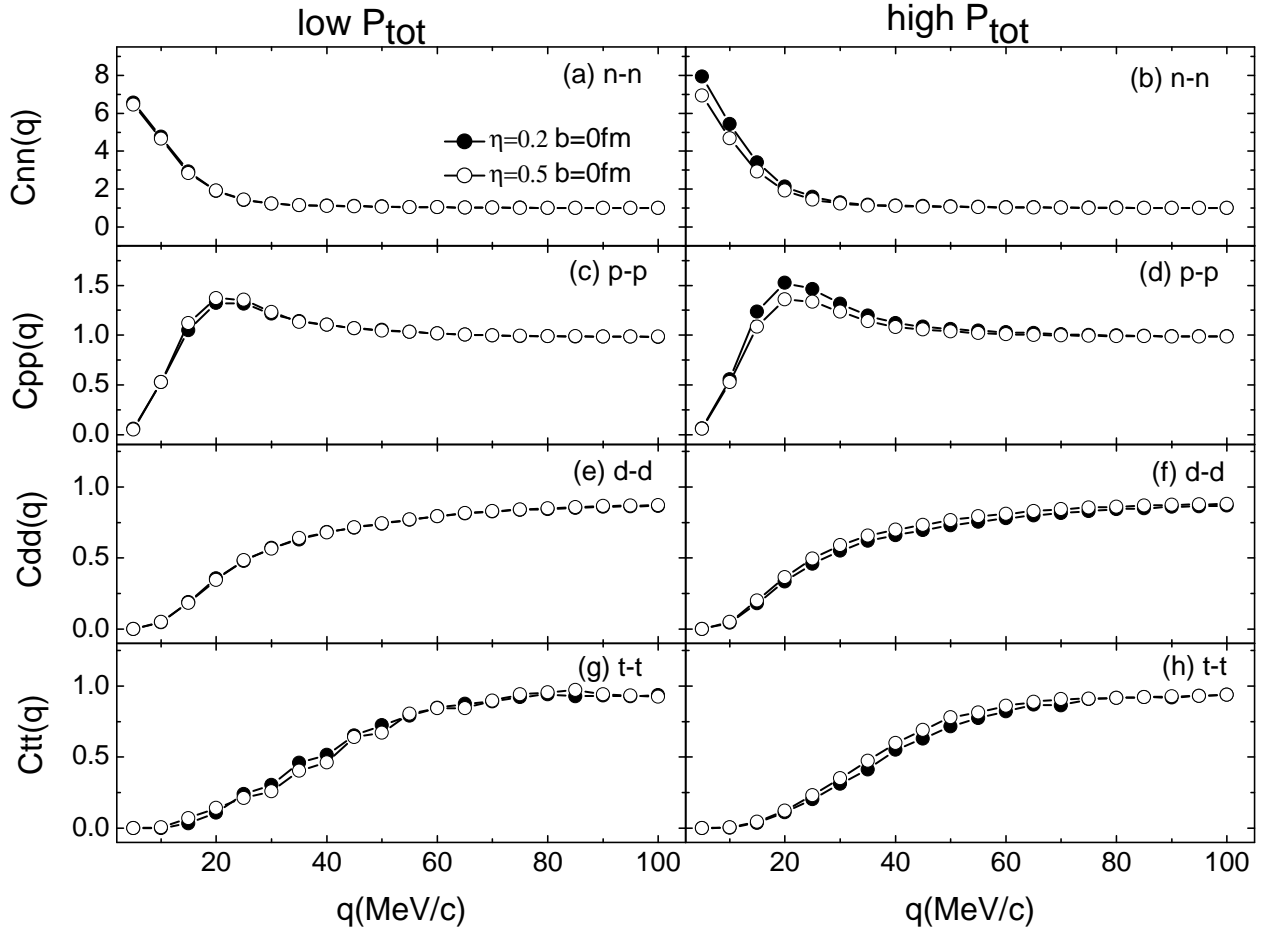 low Ptot
high Ptot
Cnn(q)
8
6
4
2
0
(a) n-n
η=0.2 b=0fm
η=0.5 b=0fm
(b) n-n
Cpp(q)
1.5
1.0
0.5
0.0
(c) p-p
(d) p-p
Cdd(q)
1.0
0.5
0.0
(e) d-d
(f) d-d
Ctt(q)
1.0
0.5
0.0
(g) t-t
(h) t-t
20 40 60 80 100
20 40 60 80 100
q(MeV/c)
q(MeV/c)